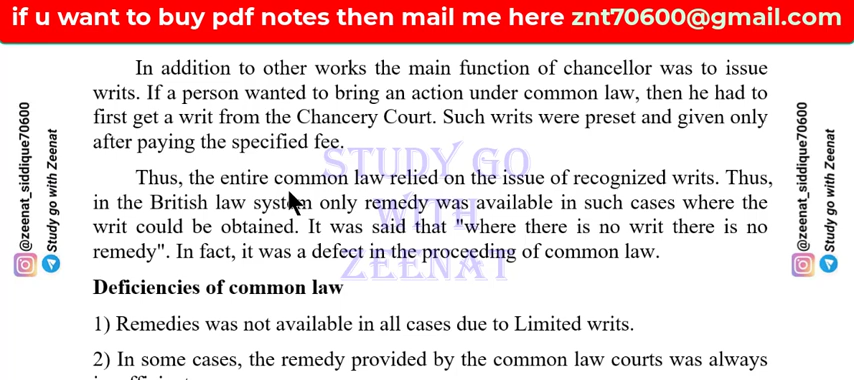 if u want to buy pdf notes then mail me here znt70600@gmail.com
In addition to other works the main function of chancellor was to issue
writs. If a person wanted to bring an action under common law, then he had to
first get a writ from the Chancery Court. Such writs were preset and given only
after paying the specified fee.
Thus, the entire common law relied on the issue of recognized writs. Thus,
in the British law system only remedy was available in such cases where the
writ could be obtained. It was said that "where there is no writ there is no
remedy". In fact, it was a defect in the proceeding of common law.
Deficiencies of common law
1) Remedies was not available in all cases due to Limited writs.
2) In some cases, the remedy provided by the common law courts was always
@zeenat_siddique70600
Study go with Zeenat
@zeenat_siddique70600
Study go with Zeenat
STUDY GO
WITH
ZEENAT